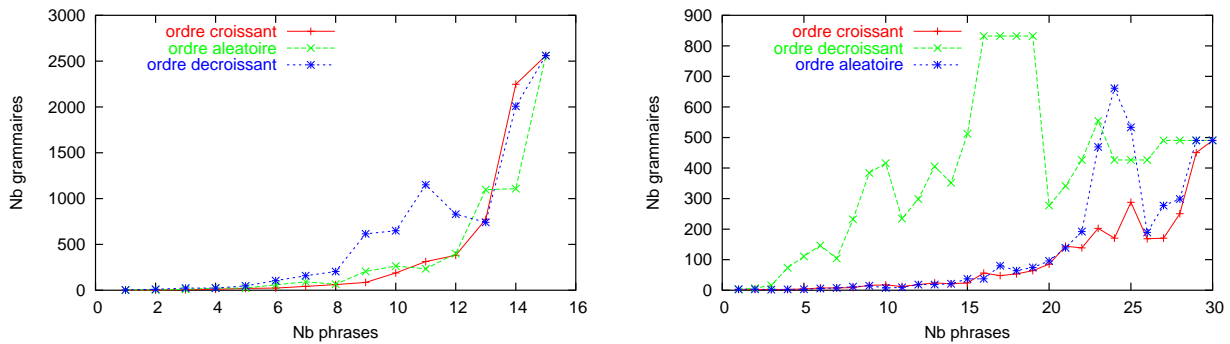 3000
2500
2000
1500
1000
500
0
0 2 4 6 8 10 12 14 16
Nb grammaires
Nb phrases
ordre croissant
ordre aleatoire
ordre decroissant
900
800
700
600
500
400
300
200
100
0
0 5 10 15 20 25 30
Nb grammaires
Nb phrases
ordre croissant
ordre decroissant
ordre aleatoire